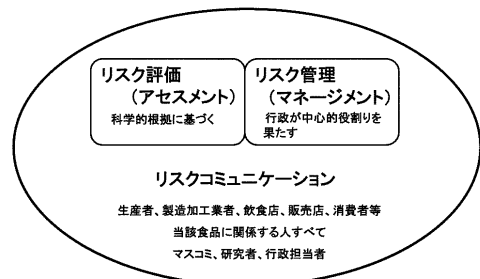 リスク評価
（アセスメント）
科学的根拠に基づく
リスク管理
（マネージメント）
行政が中心的役割りを
果たす
リスクコミュニケーション
生産者、製造加工業者、飲食店、販売店、消費者等
当該食品に関係する人すべて
マスコミ、研究者、行政担当者